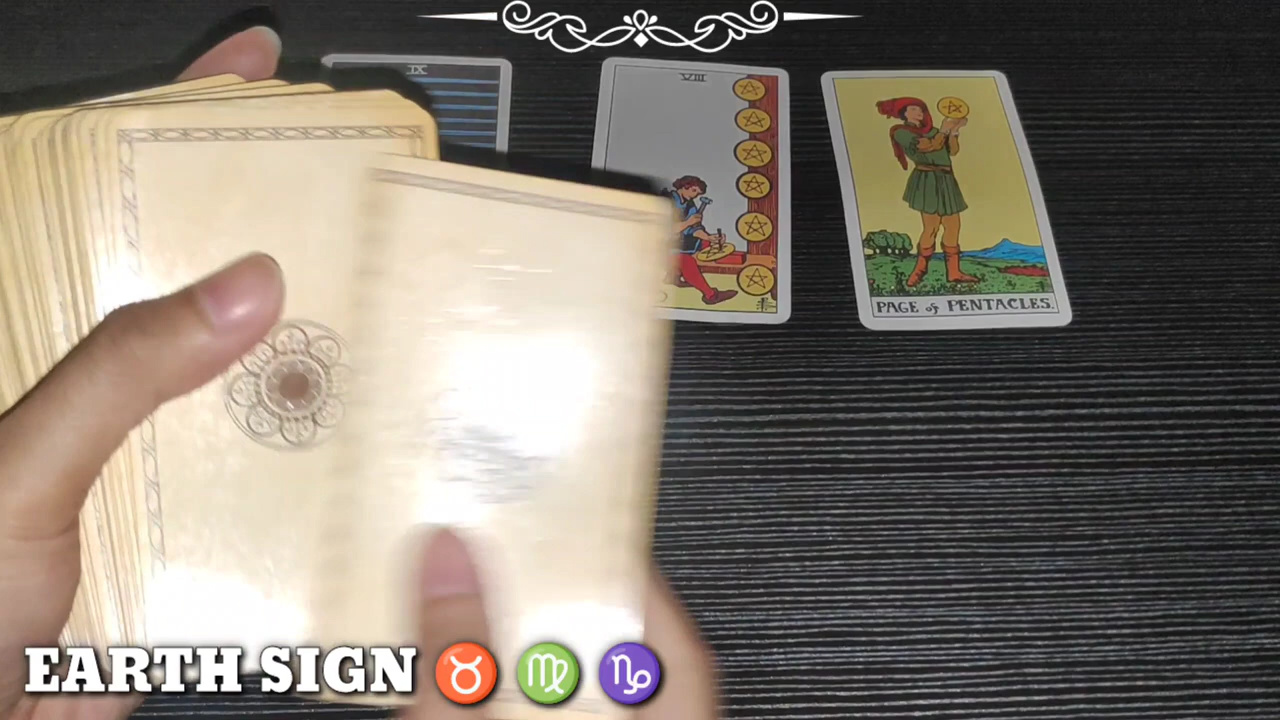 IX
VIII
PAGE of PENTACLES.
EARTH SIGN ♉ ♍ ♑